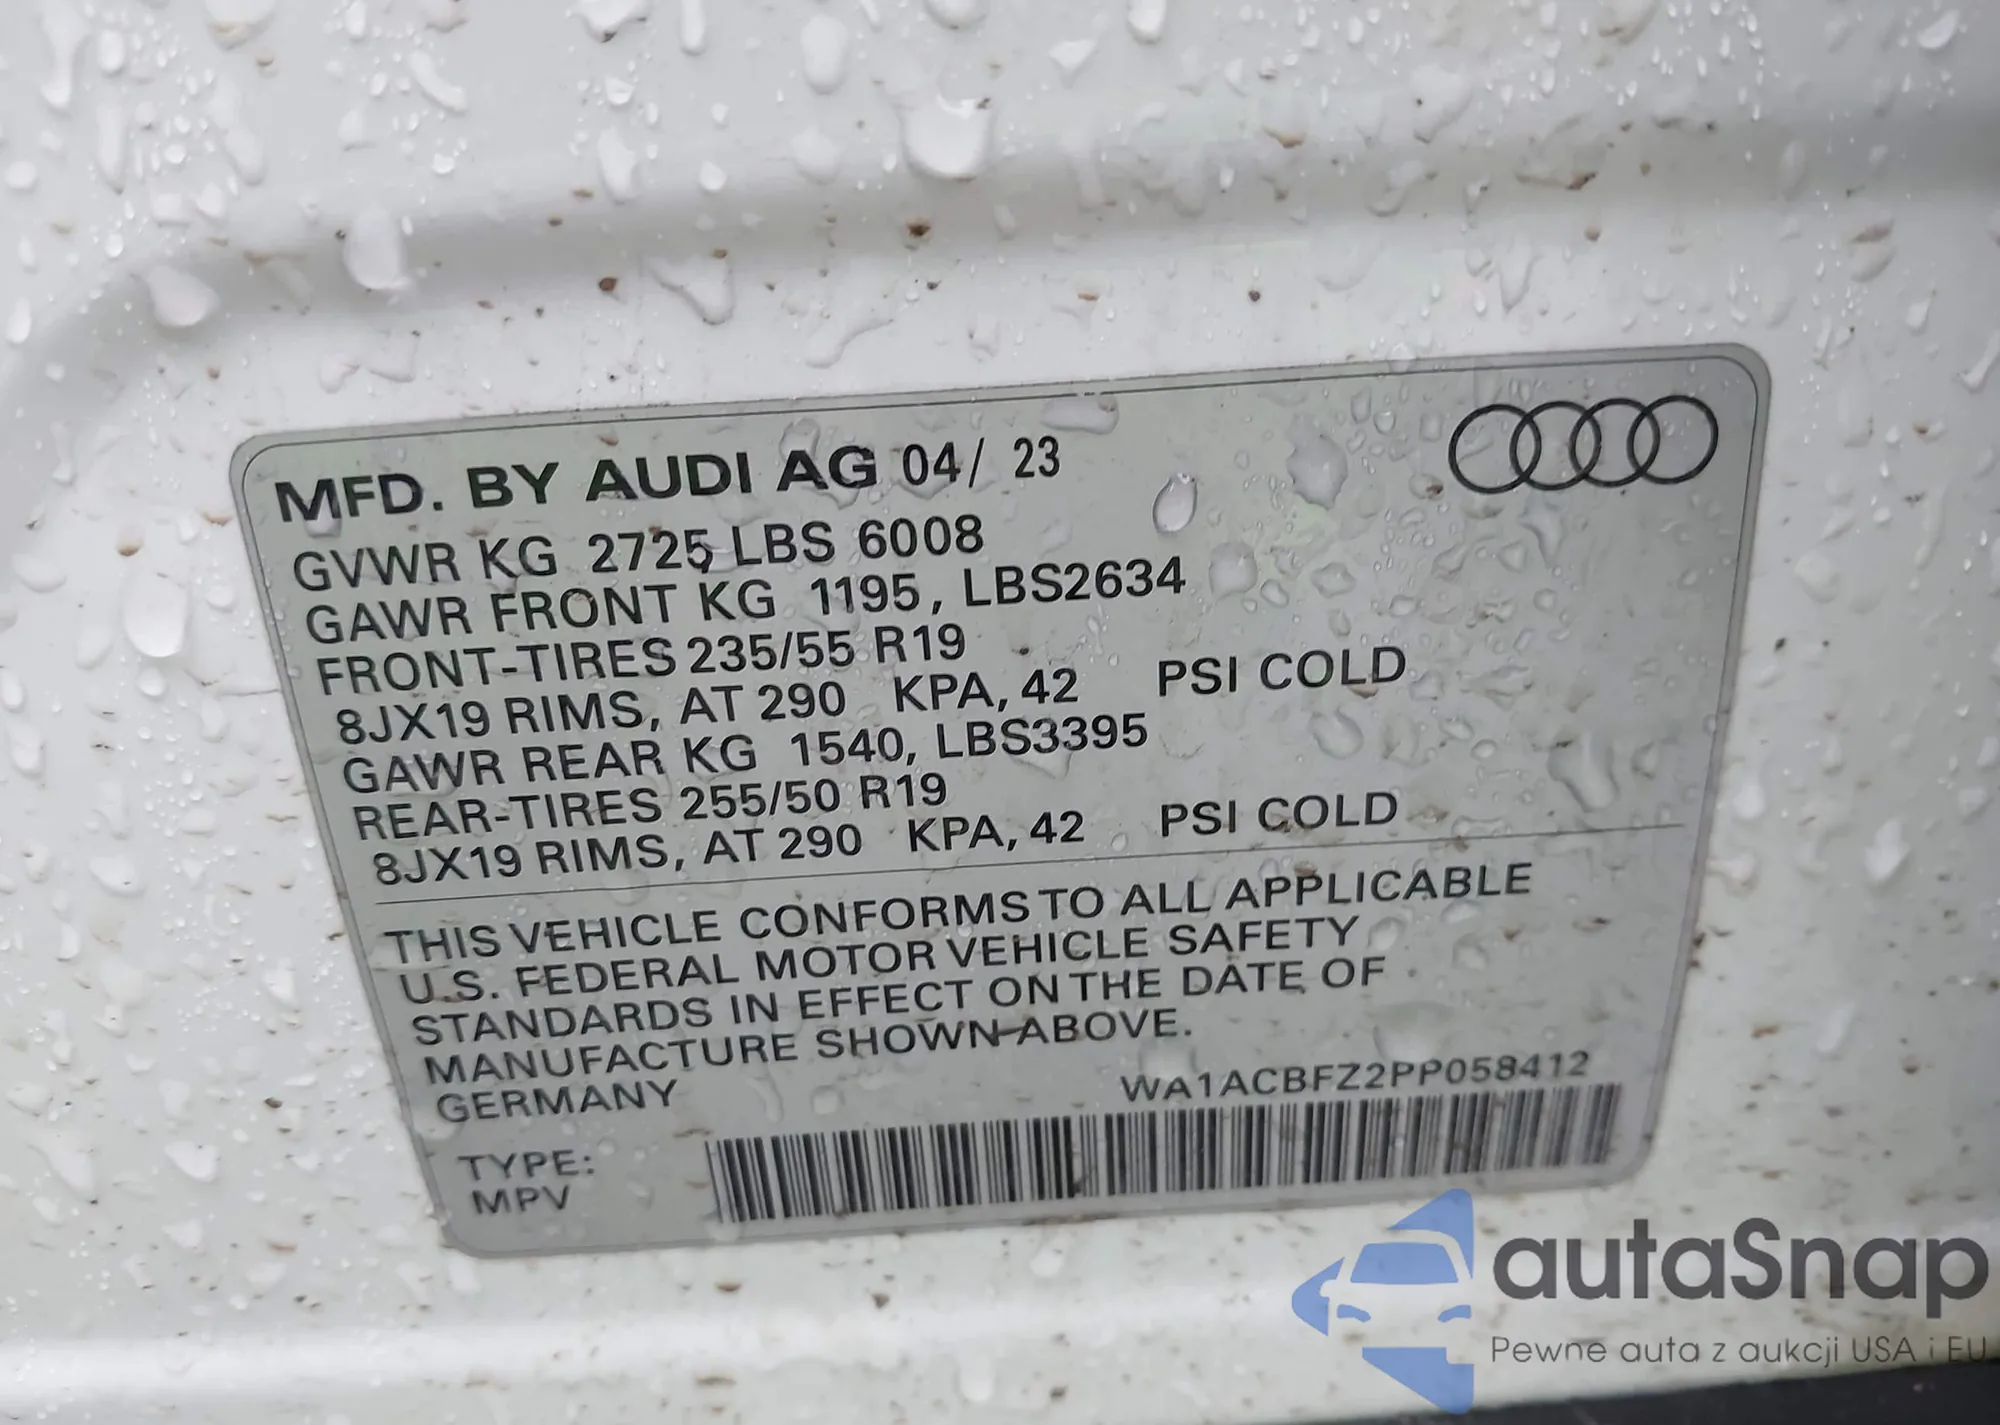 MFD. BY AUDI AG 04/ 23
GVWR KG 2725 LBS 6008
GAWR FRONT KG 1195, LBS2634
FRONT-TIRES 235/55 R19
8JX19 RIMS, AT 290 KPA, 42 PSI COLD
GAWR REAR KG 1540, LBS3395
REAR-TIRES 255/50 R19
8JX19 RIMS, AT 290 KPA, 42 PSI COLD
THIS VEHICLE CONFORMS TO ALL APPLICABLE
U.S. FEDERAL MOTOR VEHICLE SAFETY
STANDARDS IN EFFECT ON THE DATE OF
MANUFACTURE SHOWN ABOVE.
GERMANY WA1ACBFZ2PP058412
TYPE:
MPV
autaSnap
Pewne auta z aukcji USA i EU